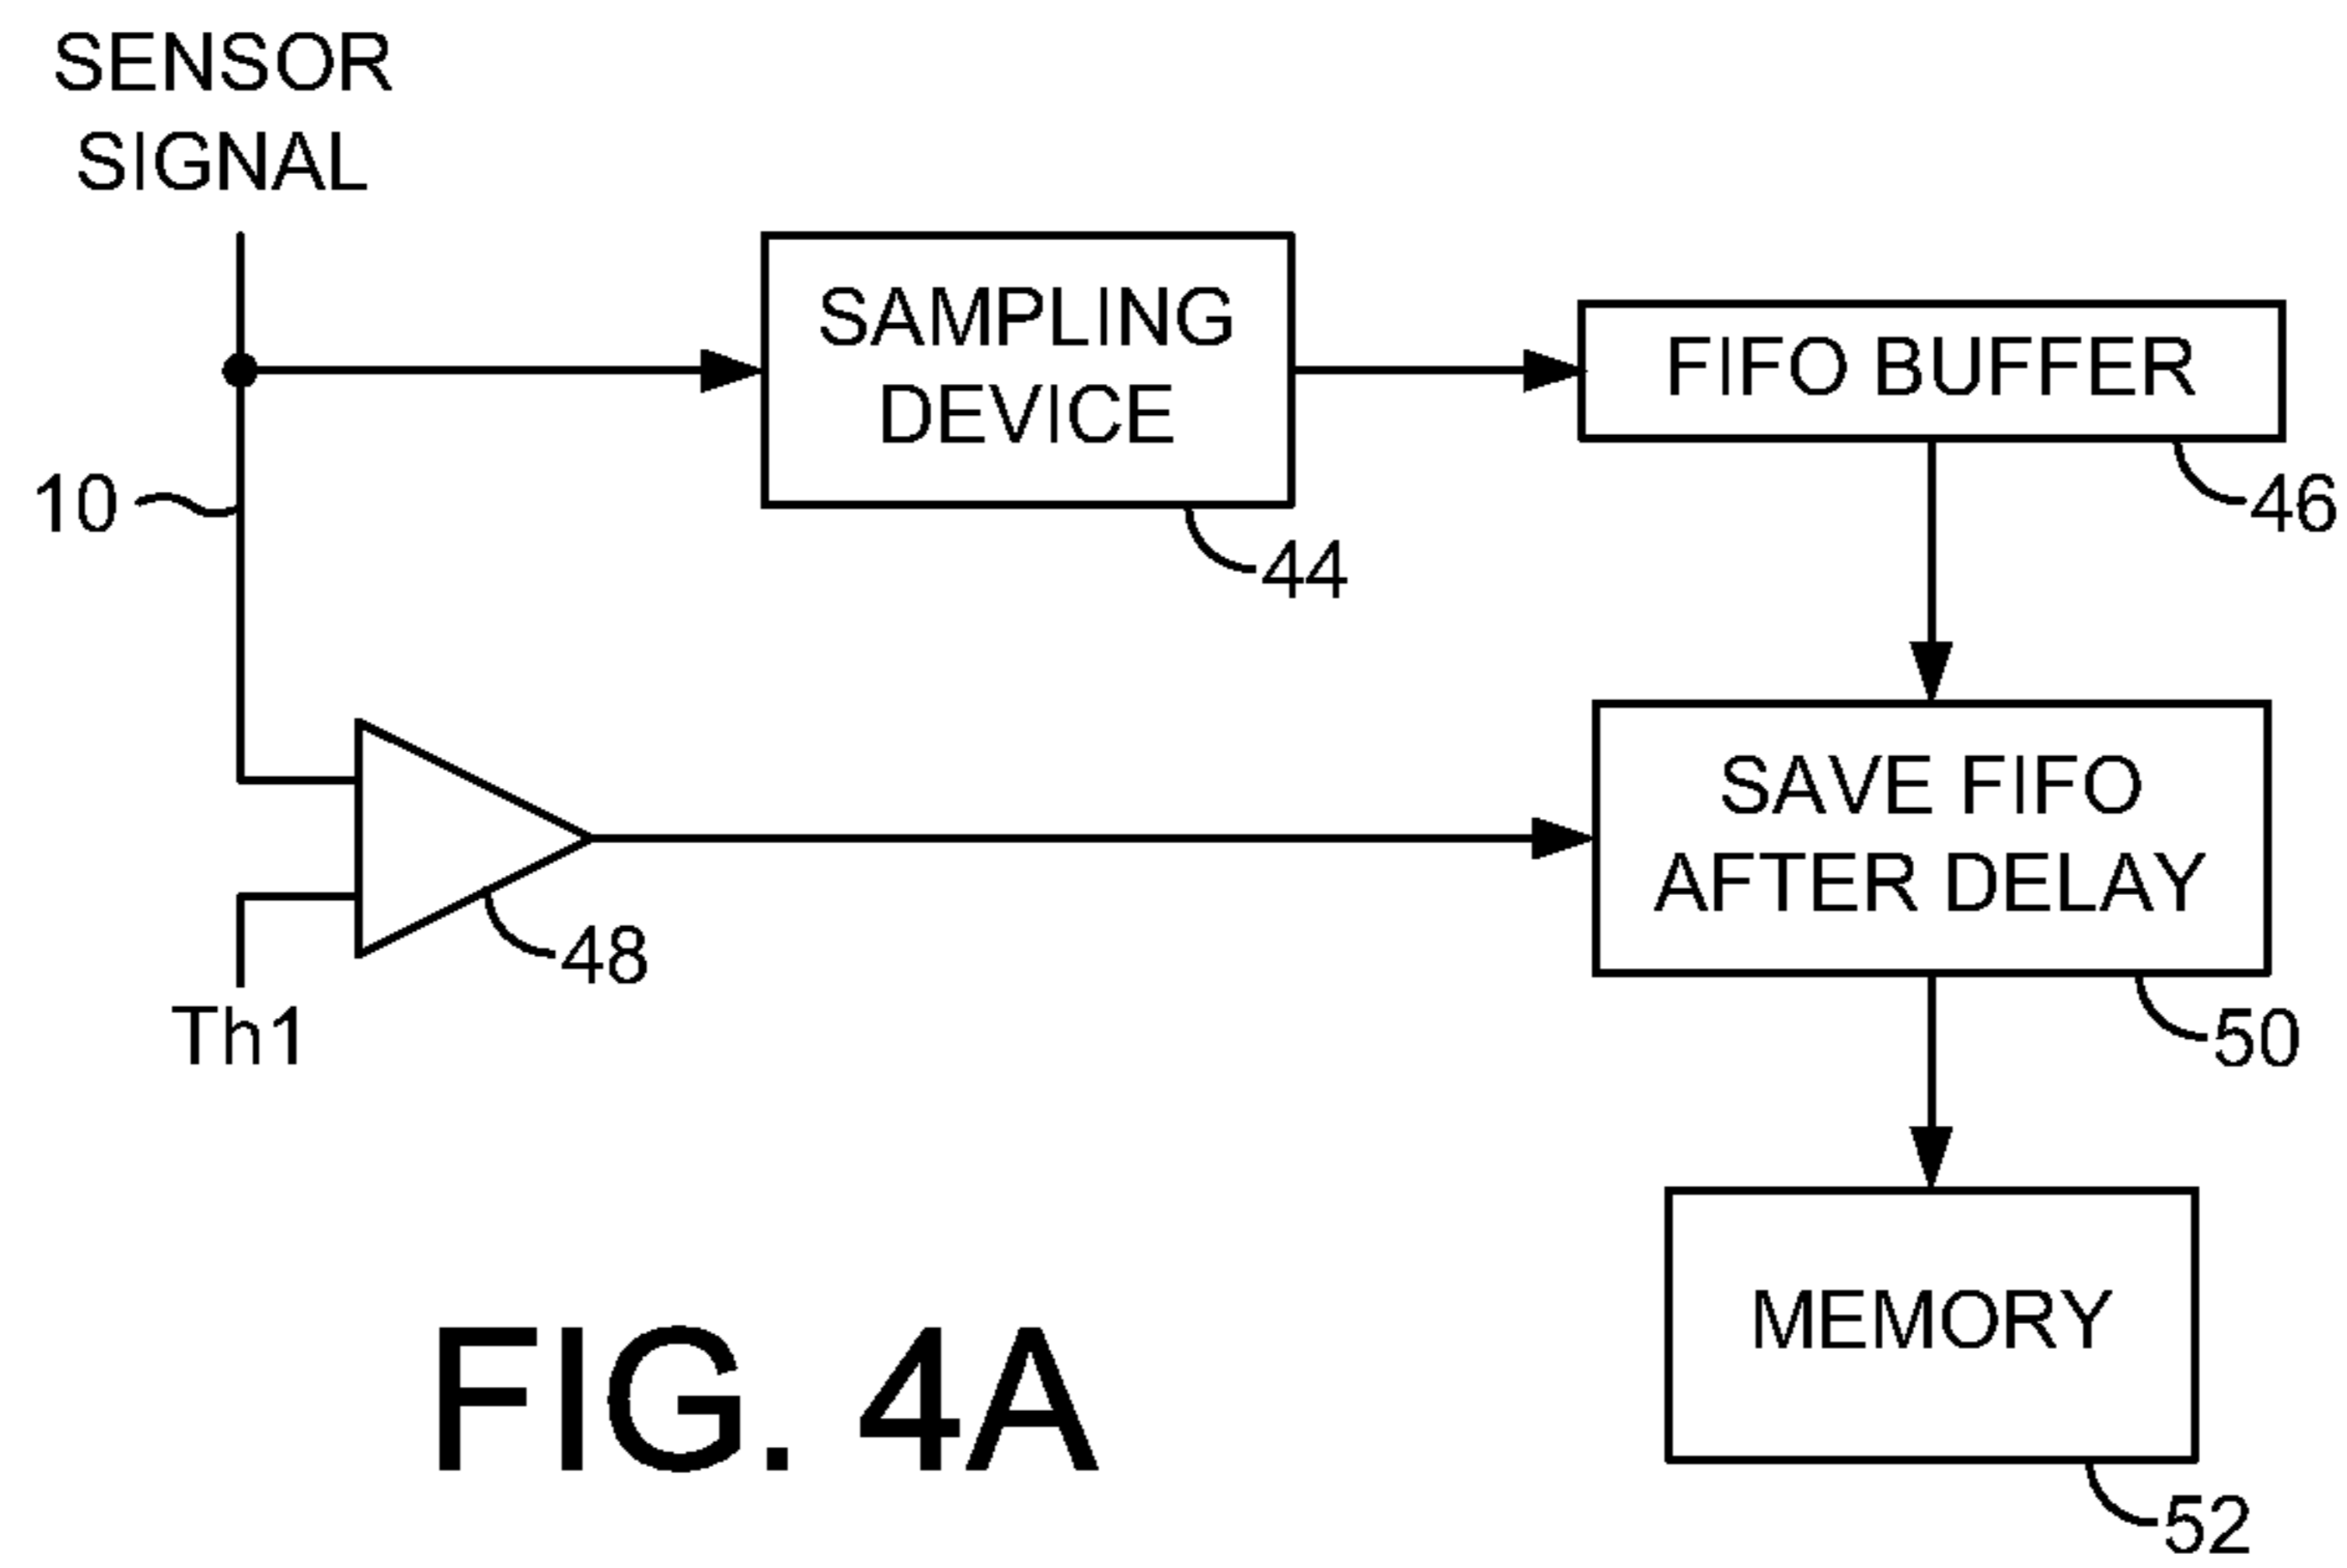 SENSOR
SIGNAL
SAMPLING
DEVICE
FIFO BUFFER
10
44
46
SAVE FIFO
AFTER DELAY
48
Th1
50
MEMORY
FIG. 4A
52